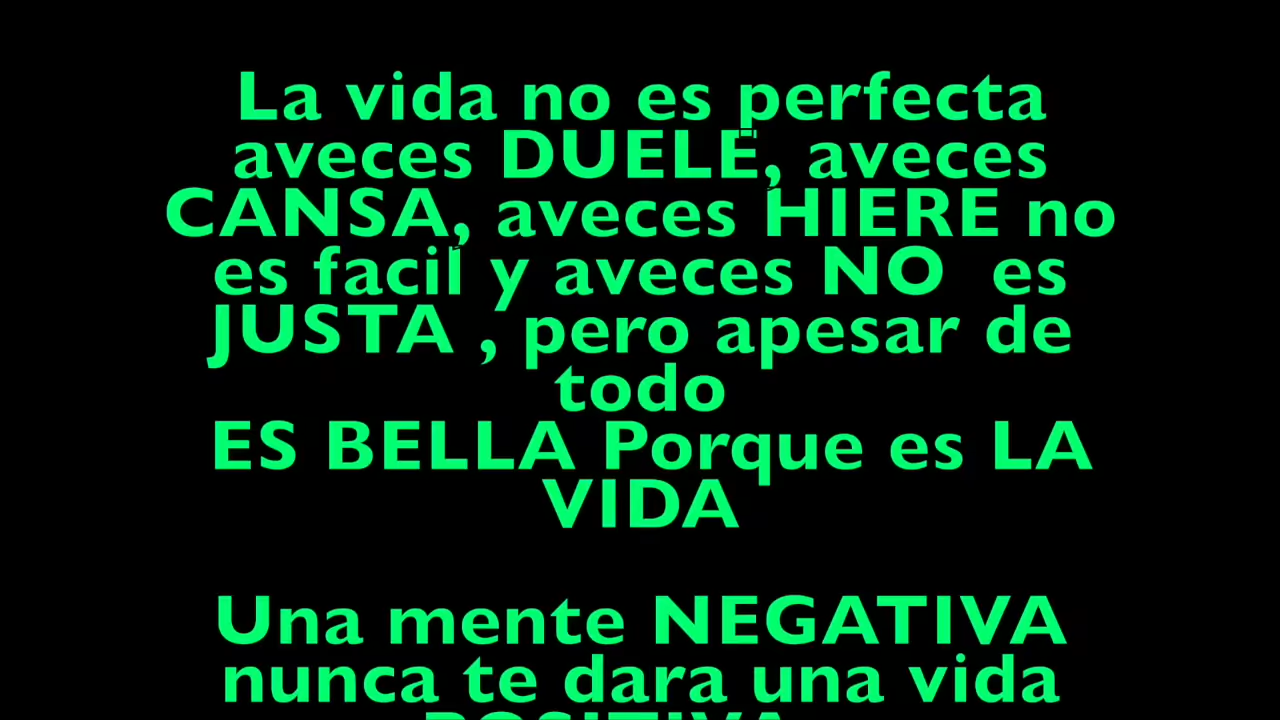 La vida no es perfecta
aveces DUELE, aveces
CANSA, aveces HIERE no
es facil y aveces NO es
JUSTA , pero apesar de
todo
ES BELLA Porque es LA
VIDA
Una mente NEGATIVA
nunca te dara una vida